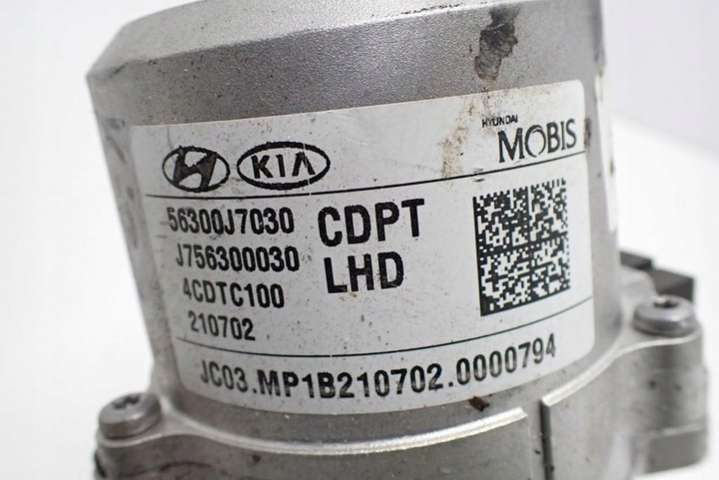 KIA
HYUNDAI
MOBIS
56300J7030
J756300030
4CDTC100
210702
CDPT
LHD
JC03.MP1B210702.0000794